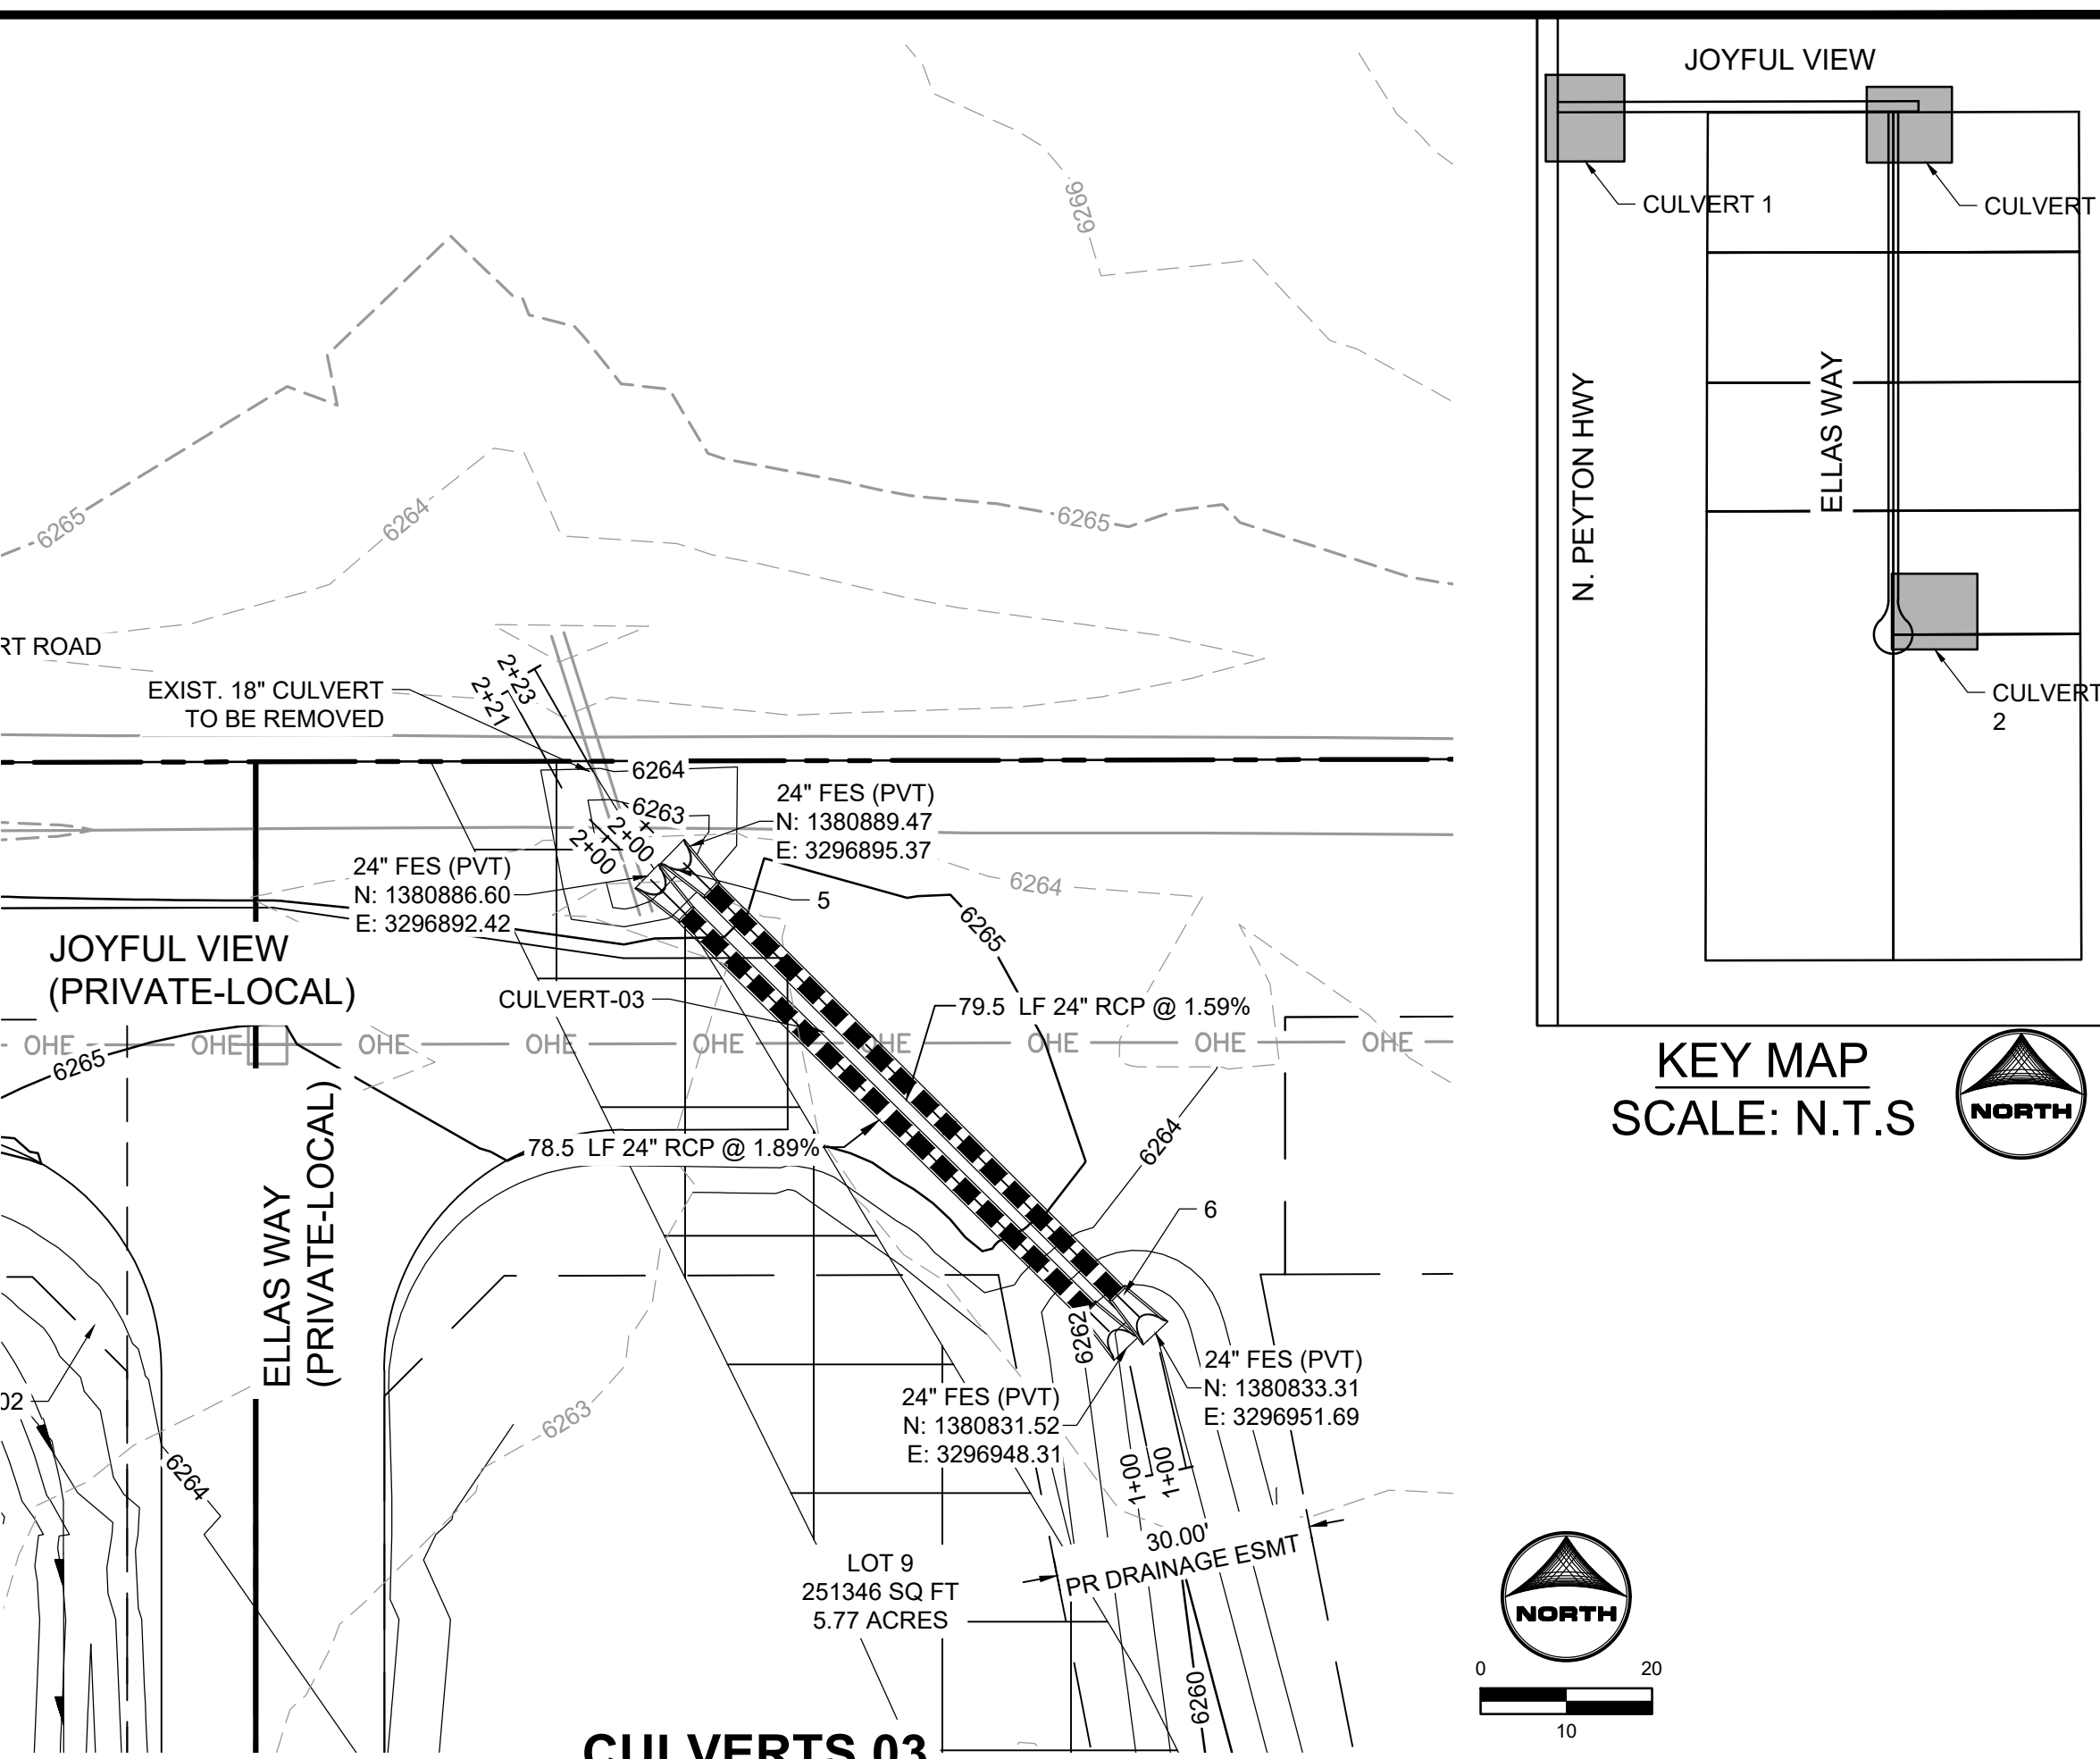 JOYFUL VIEW
CULVERT 1
CULVERT
N. PEYTON HWY
ELLAS WAY
CULVERT
2
KEY MAP
SCALE: N.T.S
NORTH
6266
6265
6264
6265
RT ROAD
EXIST. 18" CULVERT
TO BE REMOVED
2+23
2+21
6264
6263
2+00
2+00
24" FES (PVT)
N: 1380889.47
E: 3296895.37
24" FES (PVT)
N: 1380886.60
E: 3296892.42
5
6264
6265
JOYFUL VIEW
(PRIVATE-LOCAL)
CULVERT-03
79.5 LF 24" RCP @ 1.59%
OHE OHE OHE OHE OHE OHE OHE OHE OHE
6265
78.5 LF 24" RCP @ 1.89%
6264
ELLAS WAY
(PRIVATE-LOCAL)
6
6262
24" FES (PVT)
N: 1380833.31
E: 3296951.69
24" FES (PVT)
N: 1380831.52
E: 3296948.31
02
6263
6264
1+00
1+00
30.00'
PR DRAINAGE ESMT
LOT 9
251346 SQ FT
5.77 ACRES
6260
NORTH
0 20
10
CULVERTS 03